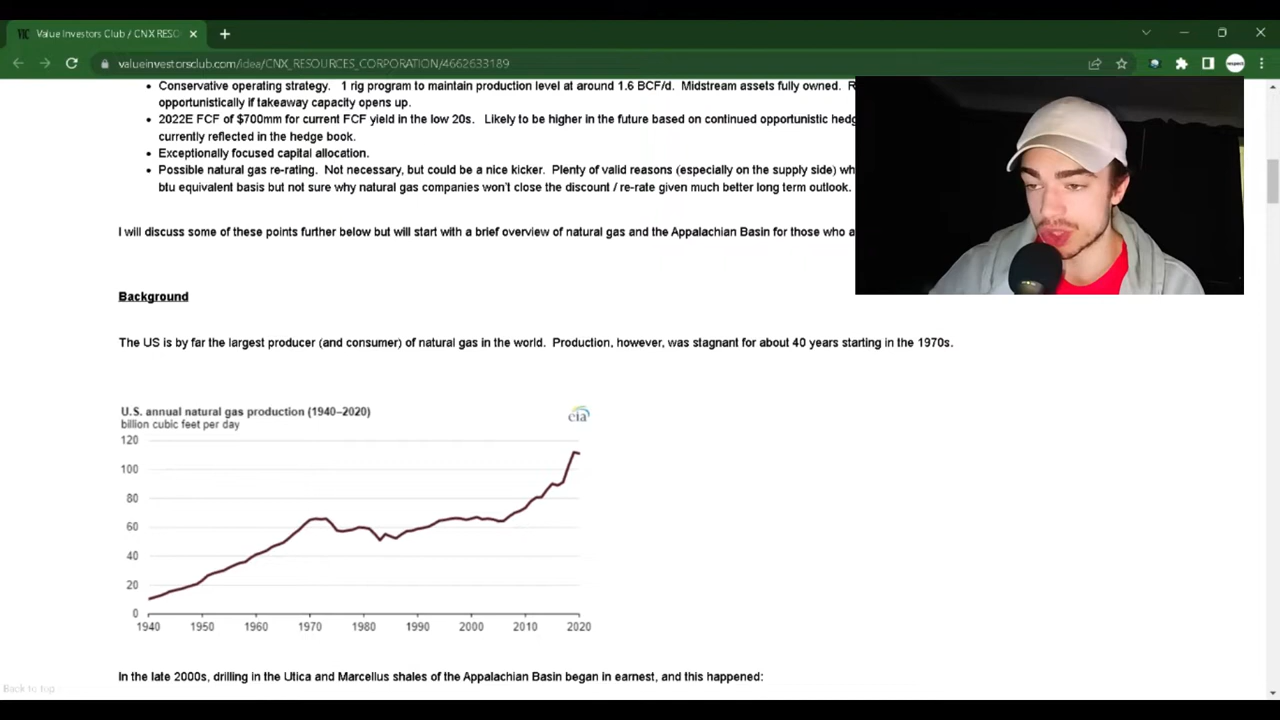 Value Investors Club / CNX RESO
valueinvestorsclub.com/idea/CNX_RESOURCES_CORPORATION/4662633189
respect
• Conservative operating strategy. 1 rig program to maintain production level at around 1.6 BCF/d. Midstream assets fully owned. R
opportunistically if takeaway capacity opens up.
• 2022E FCF of $700mm for current FCF yield in the low 20s. Likely to be higher in the future based on continued opportunistic hedg
currently reflected in the hedge book.
• Exceptionally focused capital allocation.
• Possible natural gas re-rating. Not necessary, but could be a nice kicker. Plenty of valid reasons (especially on the supply side) wh
btu equivalent basis but not sure why natural gas companies won't close the discount / re-rate given much better long term outlook.
I will discuss some of these points further below but will start with a brief overview of natural gas and the Appalachian Basin for those who a
Background
The US is by far the largest producer (and consumer) of natural gas in the world. Production, however, was stagnant for about 40 years starting in the 1970s.
U.S. annual natural gas production (1940–2020)
billion cubic feet per day
eia
120
100
80
60
40
20
0
1940 1950 1960 1970 1980 1990 2000 2010 2020
In the late 2000s, drilling in the Utica and Marcellus shales of the Appalachian Basin began in earnest, and this happened:
Back to top